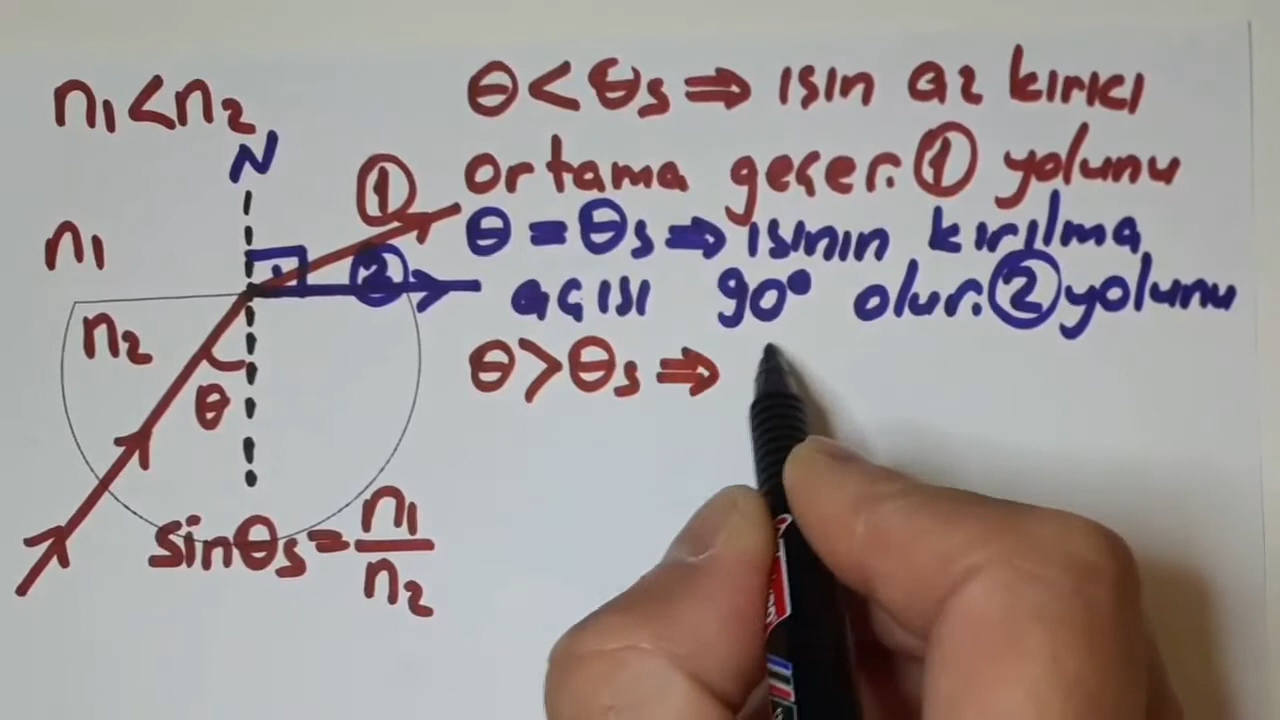 n₁<n₂
N
n₁
n₂
θ
1
2
sinθs=n₁/n₂
θ<θs⇒ ışın az kırıcı
ortama geçer. ① yolunu
θ=θs⇒ ışının kırılma
açısı 90° olur. ② yolunu
θ>θs⇒